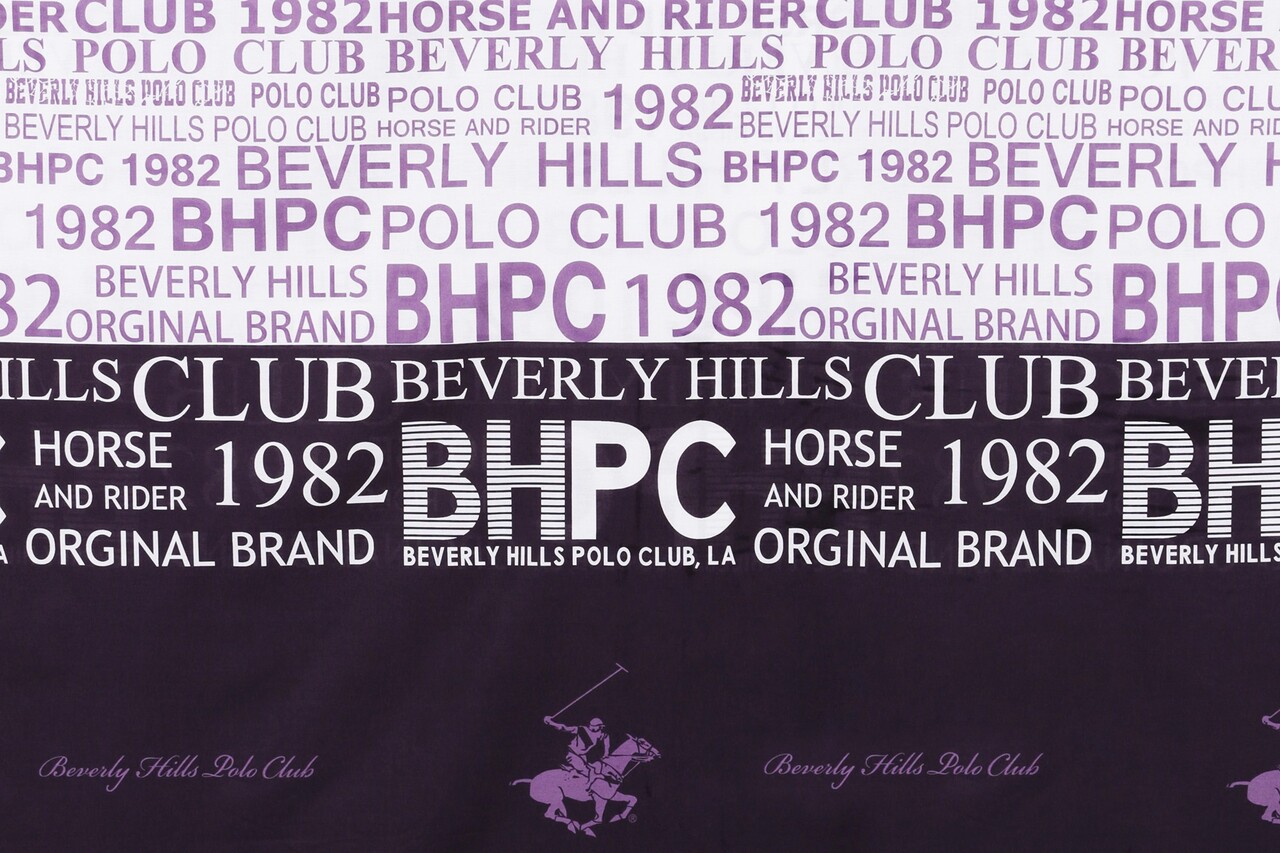 DER CLUB 1982 HORSE AND RIDER CLUB 1982 HORSE
LS POLO CLUB BEVERLY HILLS POLO CLUB BEVER
BEVERLY HILLS POLO CLUB POLO CLUB POLO CLUB 1982 BEVERLY HILLS POLO CLUB POLO CLUB POLO CLU
BEVERLY HILLS POLO CLUB HORSE AND RIDER BEVERLY HILLS POLO CLUB HORSE AND RIDE
BHPC 1982 BEVERLY HILLS BHPC 1982 BEVERLY H
1982 BHPC POLO CLUB 1982 BHPC POLO
82 BEVERLY HILLS BHPC 1982 BEVERLY HILLS BHPC
ORGINAL BRAND ORGINAL BRAND
ILLS CLUB BEVERLY HILLS CLUB BEVE
C HORSE 1982 BHPC HORSE 1982 BH
AND RIDER AND RIDER
A ORGINAL BRAND BEVERLY HILLS POLO CLUB, LA ORGINAL BRAND BEVERLY HILLS
Beverly Hills Polo Club Beverly Hills Polo Club
®